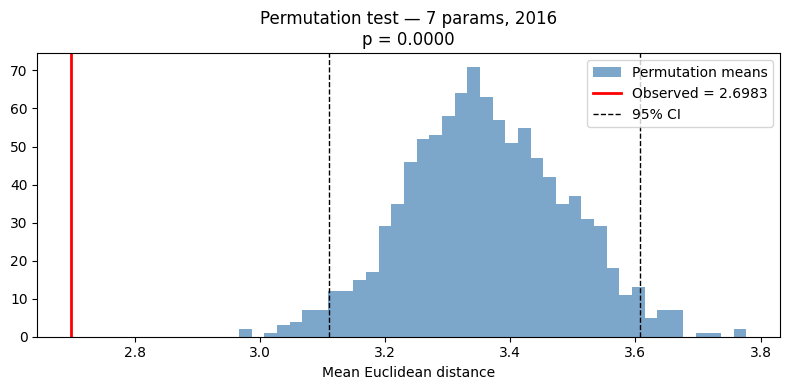 Permutation test — 7 params, 2016
p = 0.0000
Permutation means
Observed = 2.6983
95% CI
70
60
50
40
30
20
10
0
2.8 3.0 3.2 3.4 3.6 3.8
Mean Euclidean distance